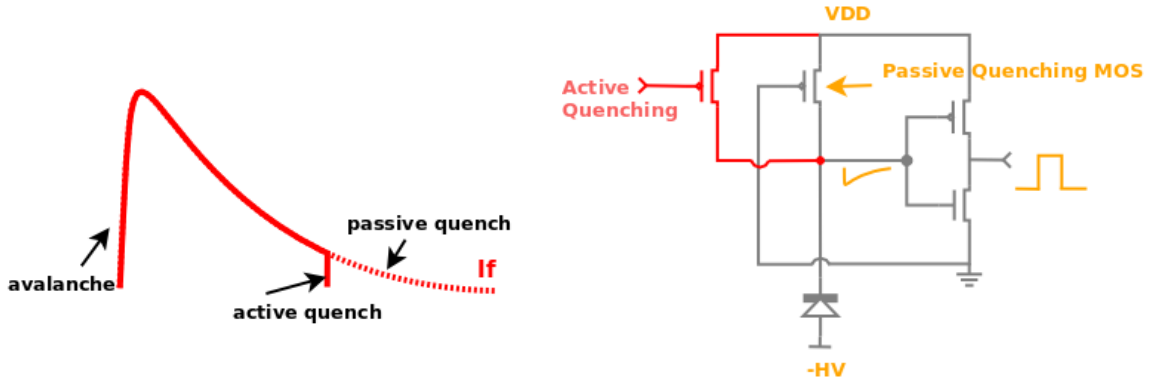 avalanche
passive quench
If
active quench
VDD
Passive Quenching MOS
Active
Quenching
-HV